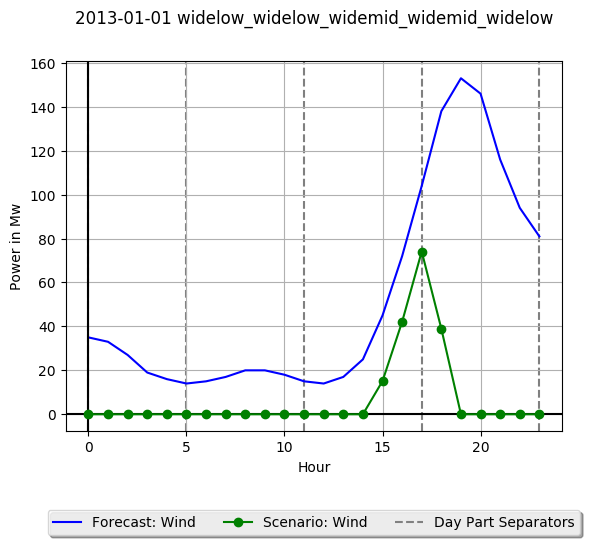 2013-01-01 widelow_widelow_widemid_widemid_widelow
160
140
120
100
80
60
40
20
0
Power in Mw
0 5 10 15 20
Hour
Forecast: Wind Scenario: Wind Day Part Separators